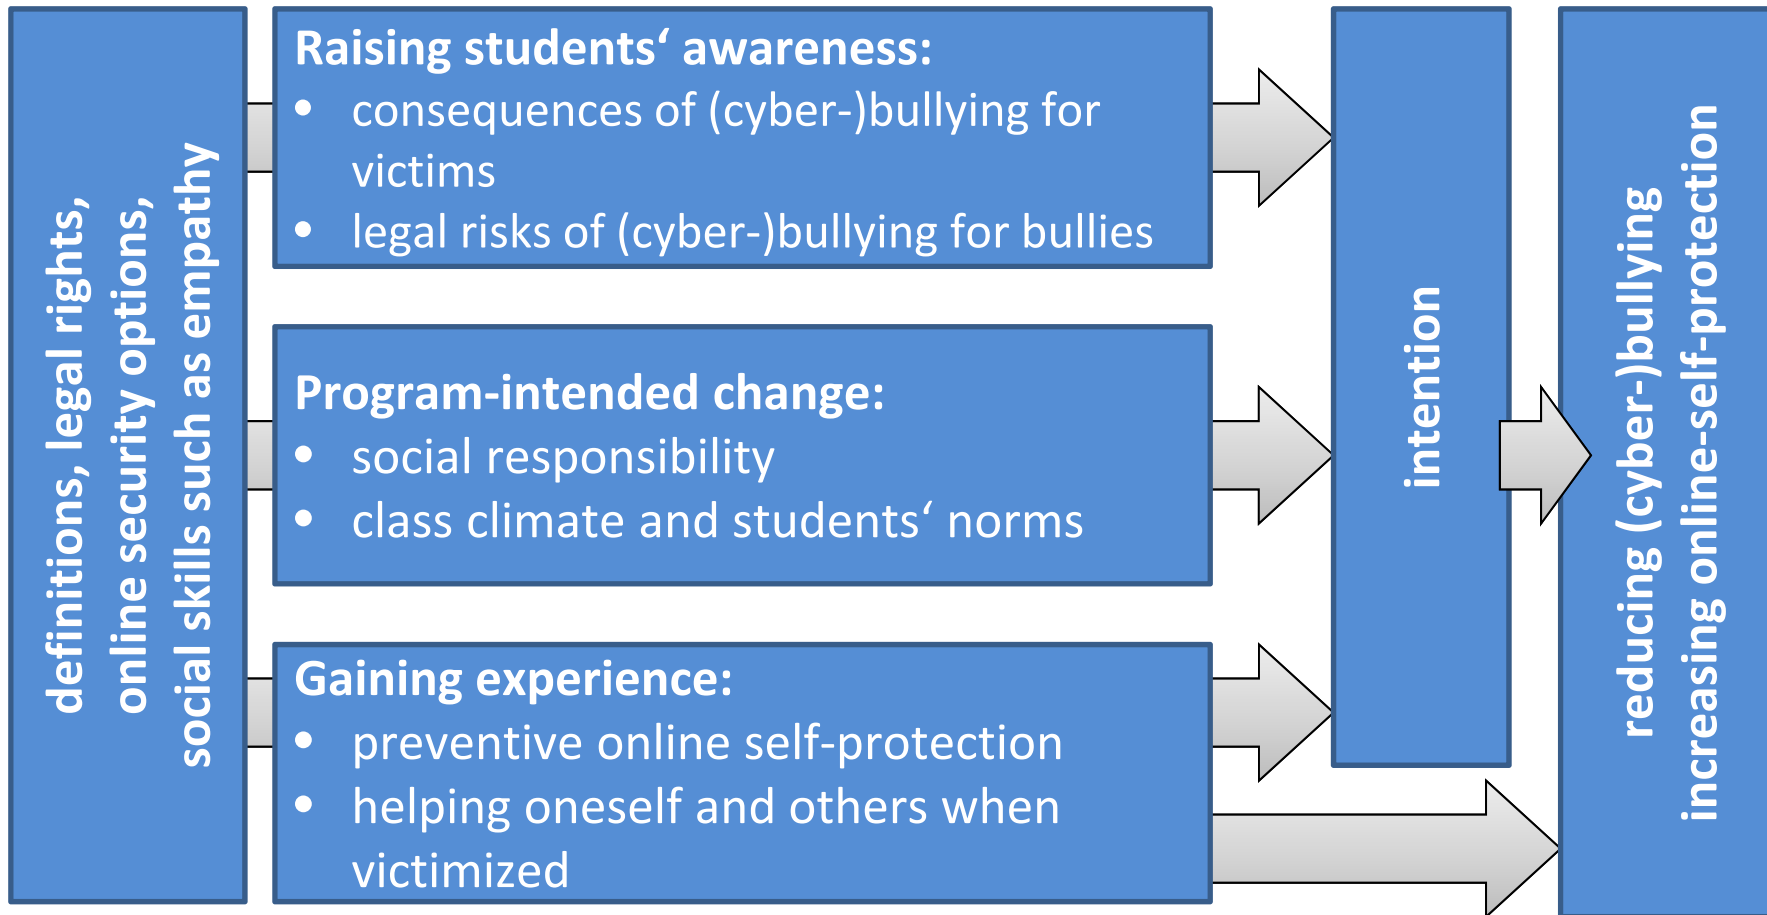 definitions, legal rights,
online security options,
social skills such as empathy
Raising students‘ awareness:
• consequences of (cyber-)bullying for
victims
• legal risks of (cyber-)bullying for bullies
Program-intended change:
• social responsibility
• class climate and students‘ norms
Gaining experience:
• preventive online self-protection
• helping oneself and others when
victimized
intention
reducing (cyber-)bullying
increasing online-self-protection